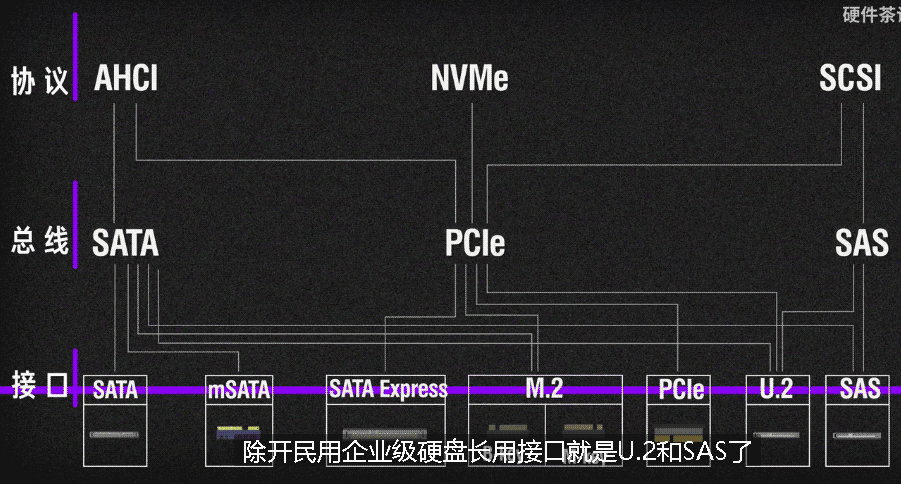 硬件茶
协议 AHCI NVMe SCSI
总线 SATA PCIe SAS
接口 SATA mSATA SATA Express M.2 PCIe U.2 SAS
除开民用企业级硬盘长用接口就是U.2和SAS了